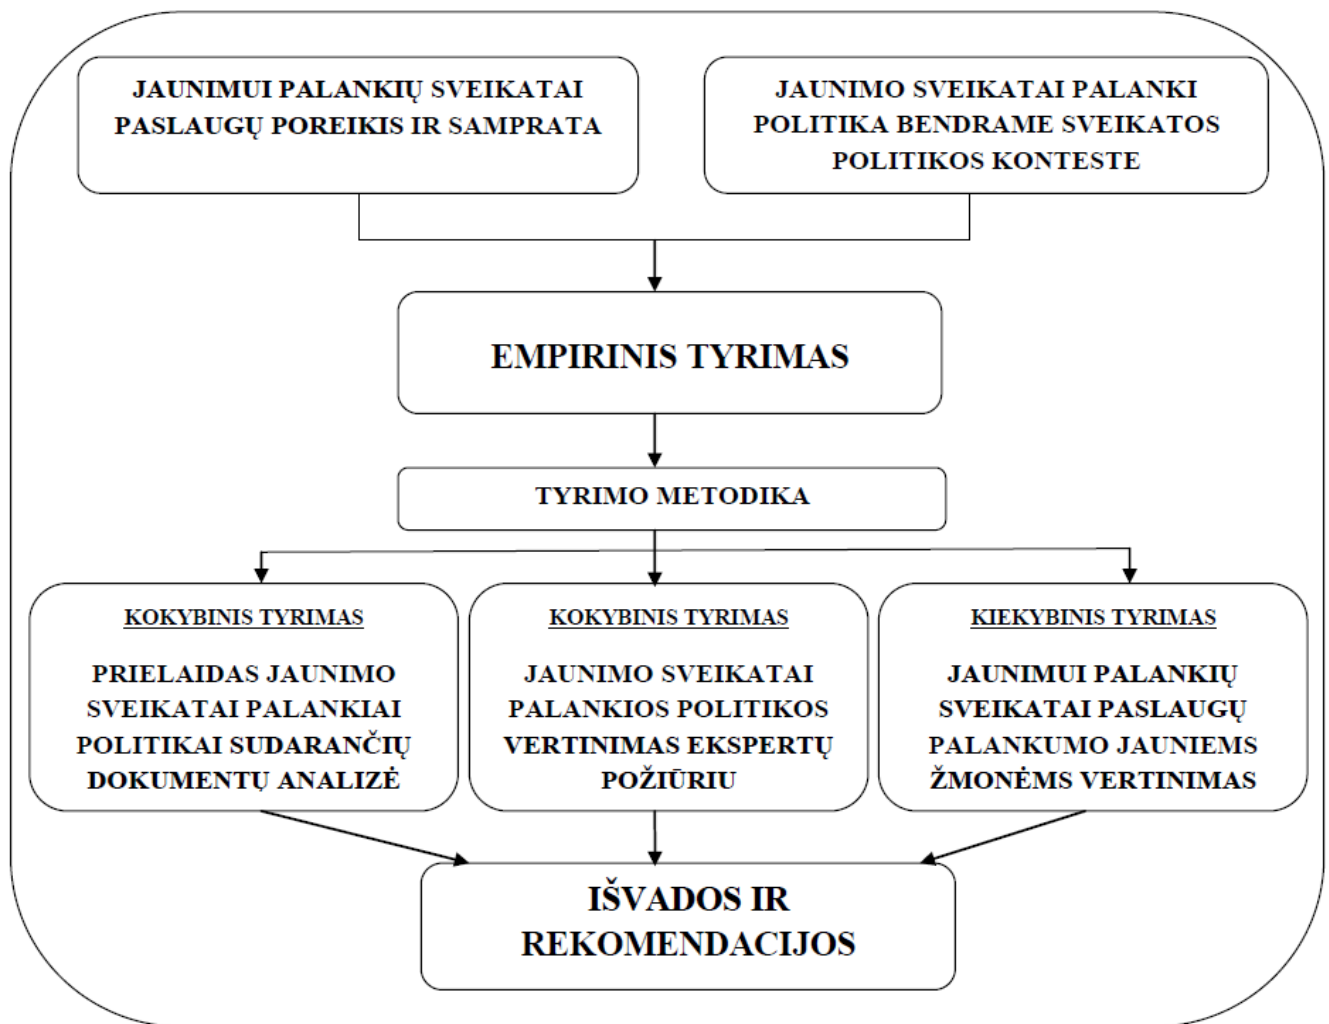 JAUNIMUI PALANKIŲ SVEIKATAI
PASLAUGŲ POREIKIS IR SAMPRATA
JAUNIMO SVEIKATAI PALANKI
POLITIKA BENDRAME SVEIKATOS
POLITIKOS KONTESTE
EMPIRINIS TYRIMAS
TYRIMO METODIKA
KOKYBINIS TYRIMAS
PRIELAIDAS JAUNIMO
SVEIKATAI PALANKIAI
POLITIKAI SUDARANČIŲ
DOKUMENTŲ ANALIZĖ
KOKYBINIS TYRIMAS
JAUNIMO SVEIKATAI
PALANKIOS POLITIKOS
VERTINIMAS EKSPERTŲ
POŽIŪRIU
KIEKYBINIS TYRIMAS
JAUNIMUI PALANKIŲ
SVEIKATAI PASLAUGŲ
PALANKUMO JAUNIEMS
ŽMONĖMS VERTINIMAS
IŠVADOS IR
REKOMENDACIJOS